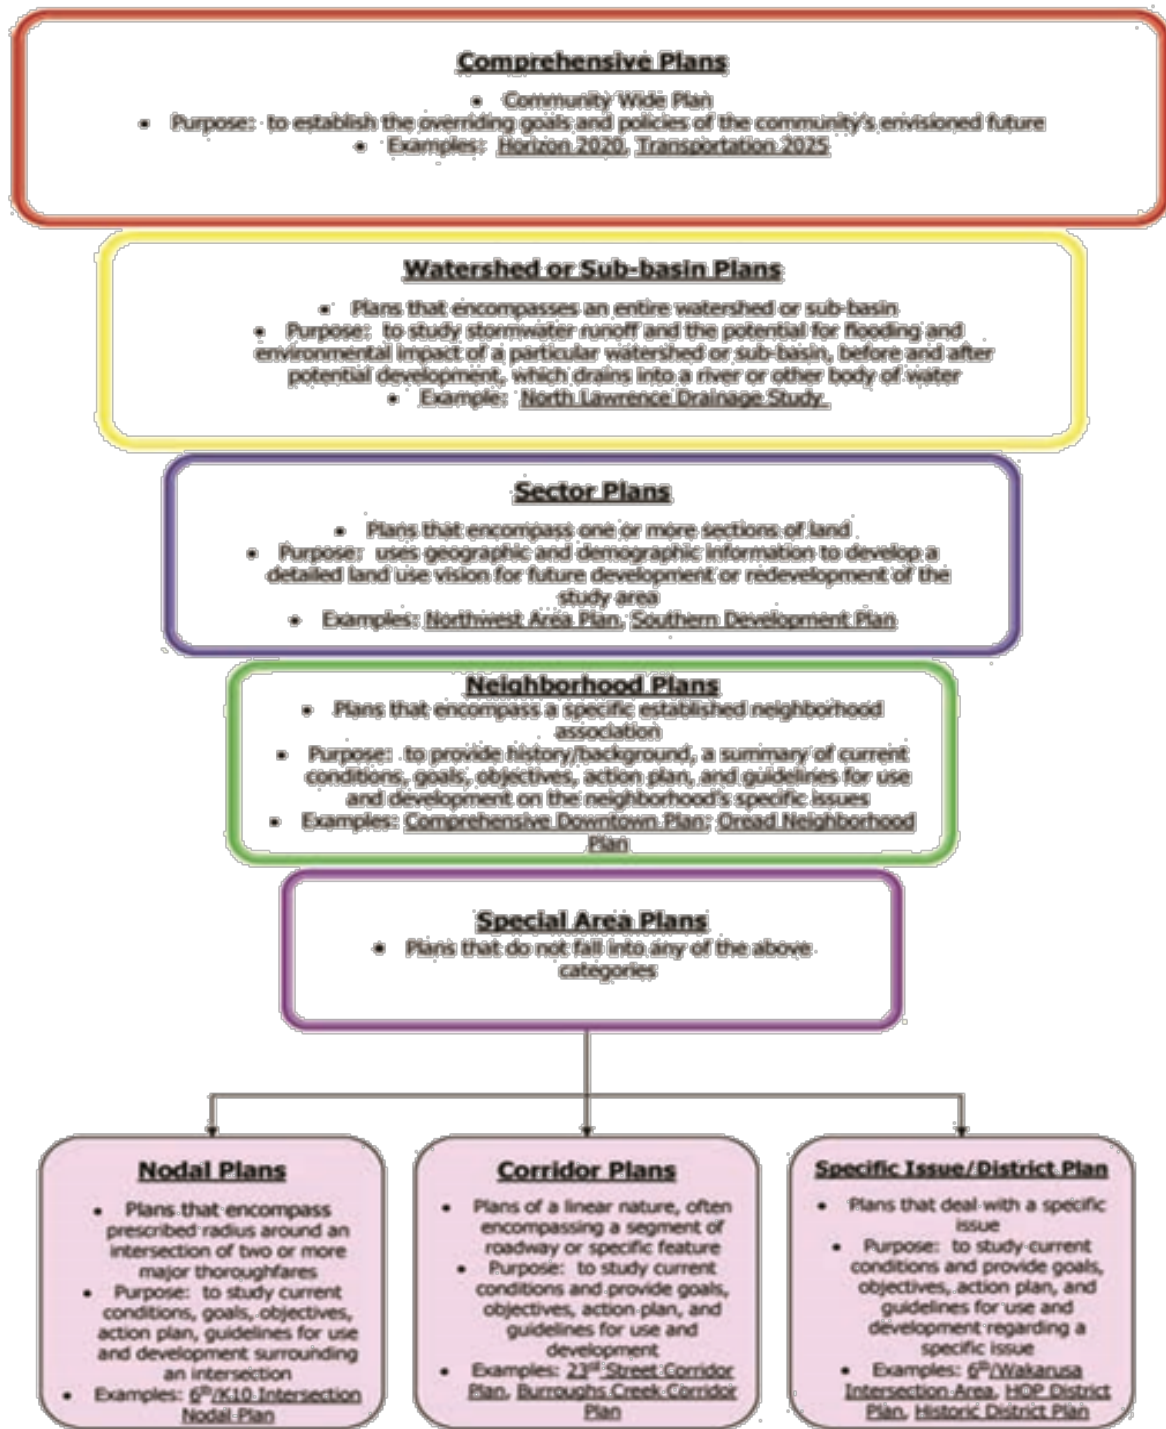 Comprehensive Plans
• Community Wide Plan
• Purpose: to establish the overriding goals and policies of the community's envisioned future
• Examples: Horizon 2020, Transportation 2025
Watershed or Sub-basin Plans
• Plans that encompasses an entire watershed or sub-basin
• Purpose: to study stormwater runoff and the potential for flooding and
environmental impact of a particular watershed or sub-basin, before and after
potential development, which drains into a river or other body of water
• Example: North Lawrence Drainage Study
Sector Plans
• Plans that encompass one or more sections of land
• Purpose: uses geographic and demographic information to develop a
detailed land use vision for future development or redevelopment of the
study area
• Examples: Northwest Area Plan, Southern Development Plan
Neighborhood Plans
• Plans that encompass a specific established neighborhood
association
• Purpose: to provide history/background, a summary of current
conditions, goals, objectives, action plan, and guidelines for use
and development on the neighborhood's specific issues
• Examples: Comprehensive Downtown Plan; Oread Neighborhood
Plan
Special Area Plans
• Plans that do not fall into any of the above
categories
Nodal Plans
• Plans that encompass
prescribed radius around an
intersection of two or more
major thoroughfares
• Purpose: to study current
conditions, goals, objectives,
action plan, guidelines for use
and development surrounding
an intersection
• Examples: 6th/K10 Intersection
Nodal Plan
Corridor Plans
• Plans of a linear nature, often
encompassing a segment of
roadway or specific feature
• Purpose: to study current
conditions and provide goals,
objectives, action plan, and
guidelines for use and
development
• Examples: 23rd Street Corridor
Plan, Burroughs Creek Corridor
Plan
Specific Issue/District Plan
• Plans that deal with a specific
issue
• Purpose: to study current
conditions and provide goals,
objectives, action plan, and
guidelines for use and
development regarding a
specific issue
• Examples: 6th/Wakarusa
Intersection Area, HOP District
Plan, Historic District Plan